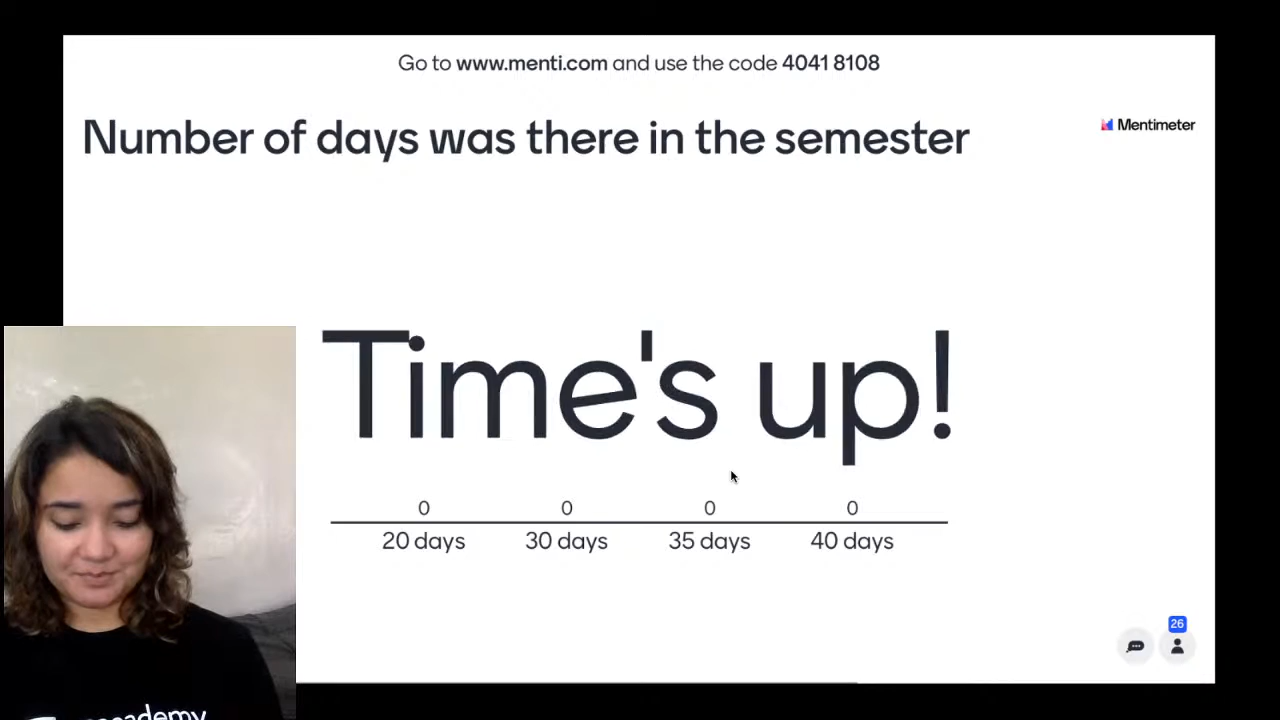 Go to www.menti.com and use the code 4041 8108
Number of days was there in the semester
Mentimeter
Time's up!
0 0 0 0
20 days 30 days 35 days 40 days
26